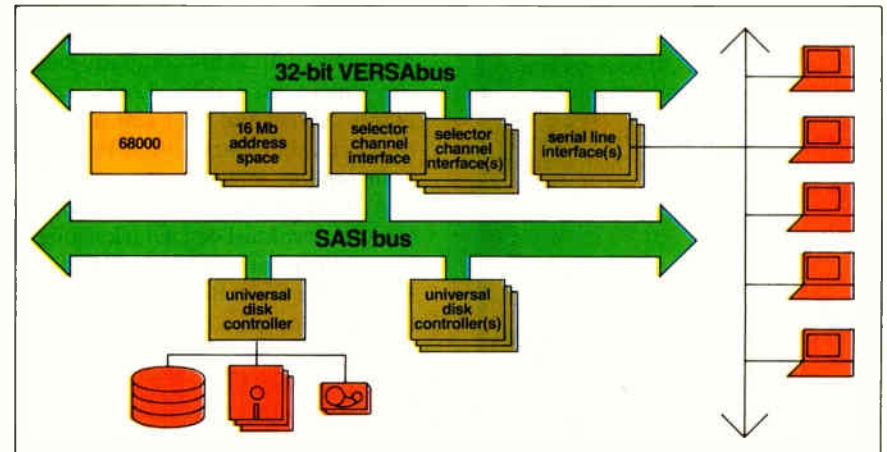 32-bit VERSAbus
68000
16 Mb
address
space
selector
channel
interface
selector
channel
interface(s)
serial line
interface(s)
SASI bus
universal
disk
controller
universal
disk
controller(s)